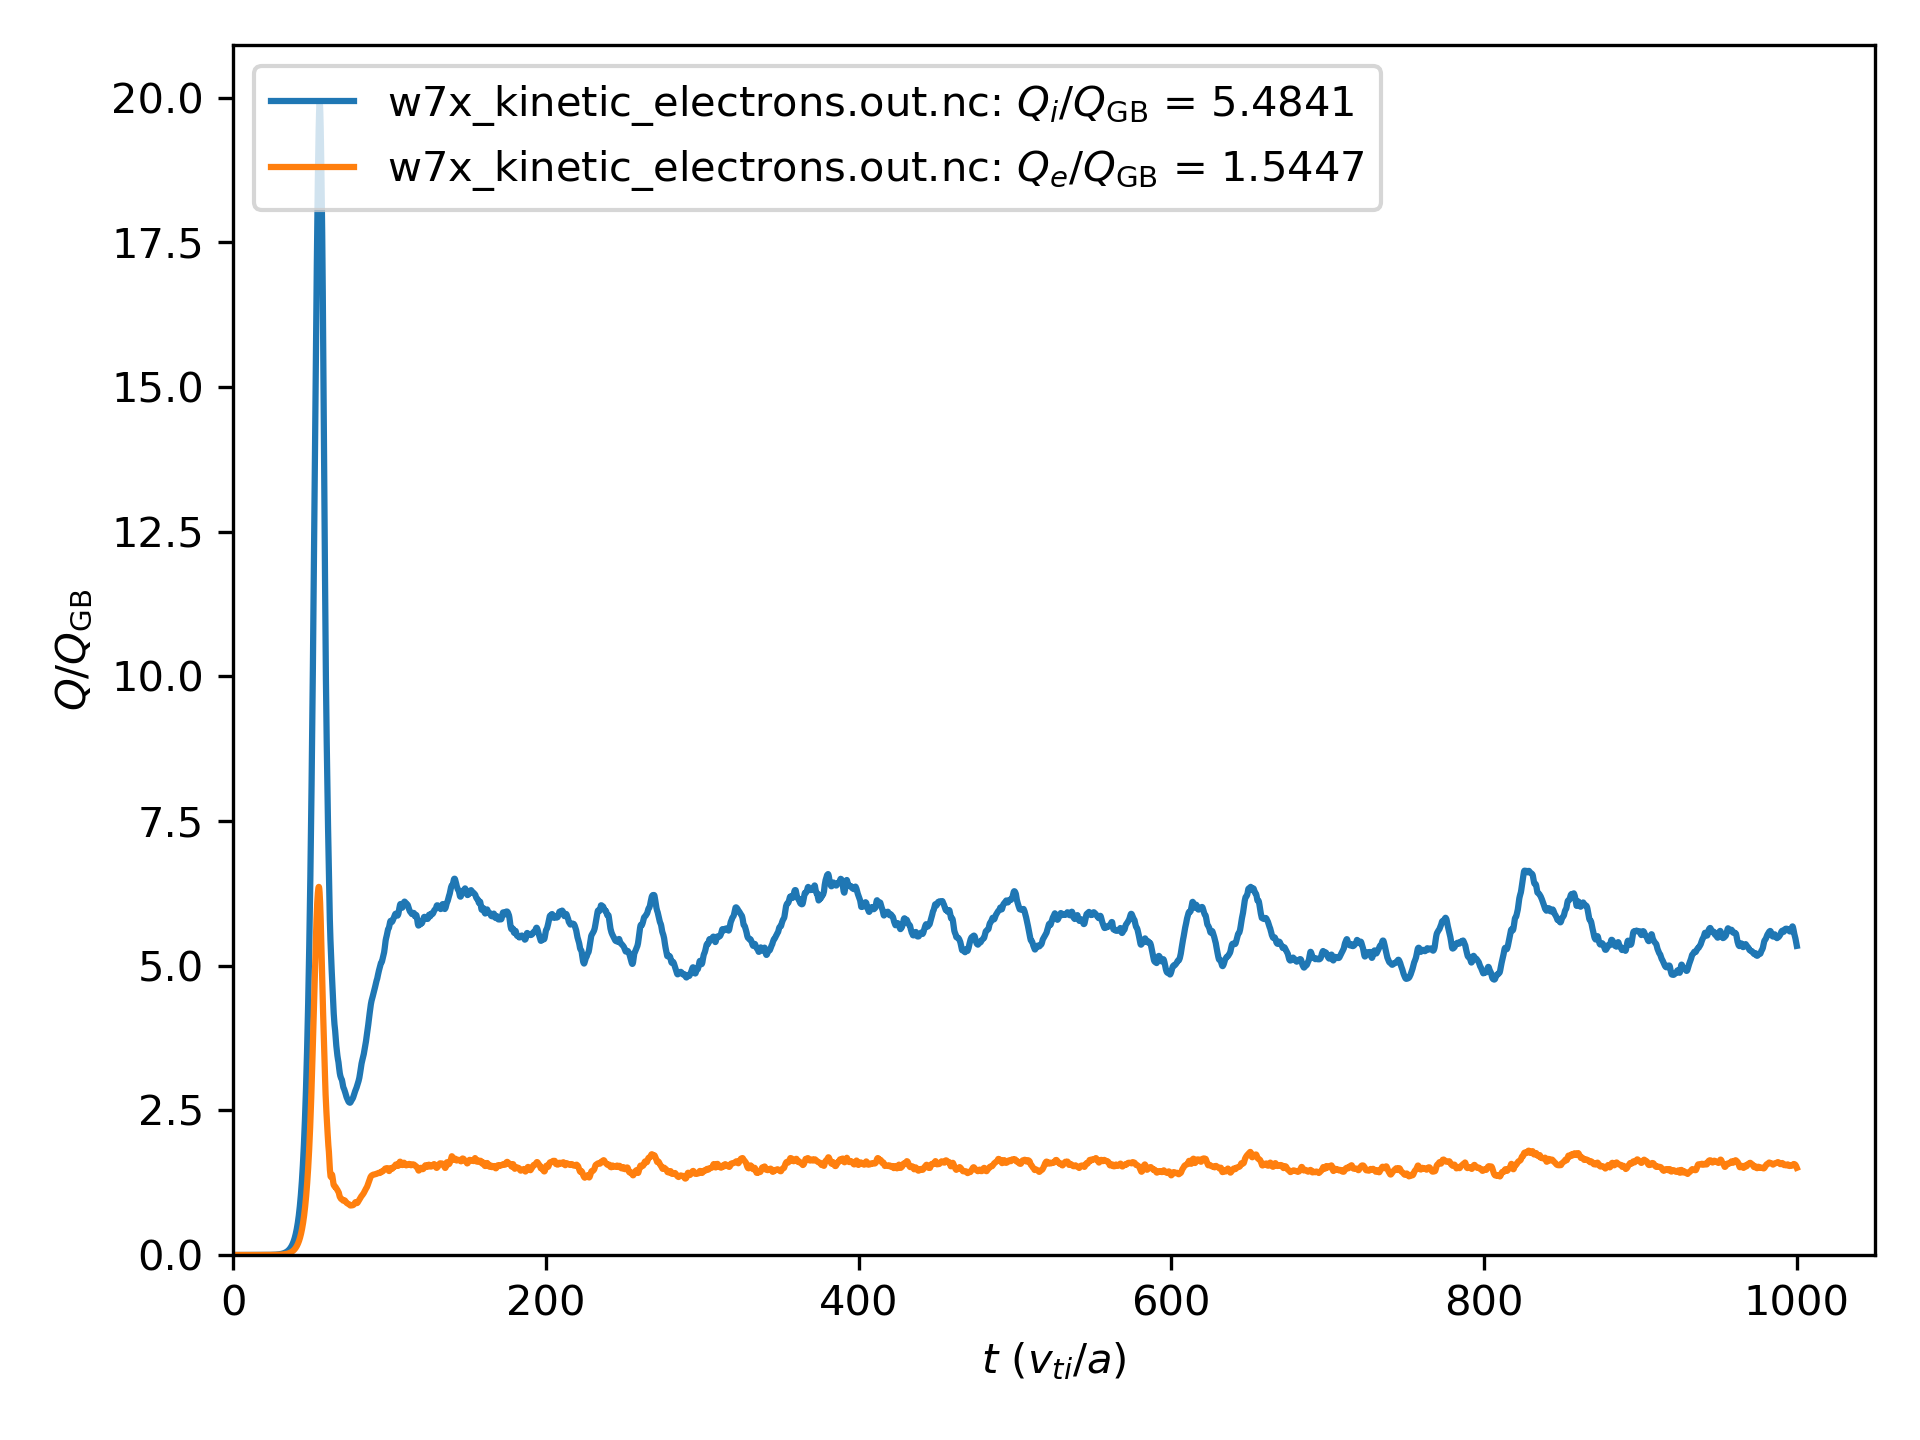 w7x_kinetic_electrons.out.nc: Q_i/Q_GB = 5.4841
w7x_kinetic_electrons.out.nc: Q_e/Q_GB = 1.5447
Q/Q_GB
20.0
17.5
15.0
12.5
10.0
7.5
5.0
2.5
0.0
0 200 400 600 800 1000
t (v_ti/a)